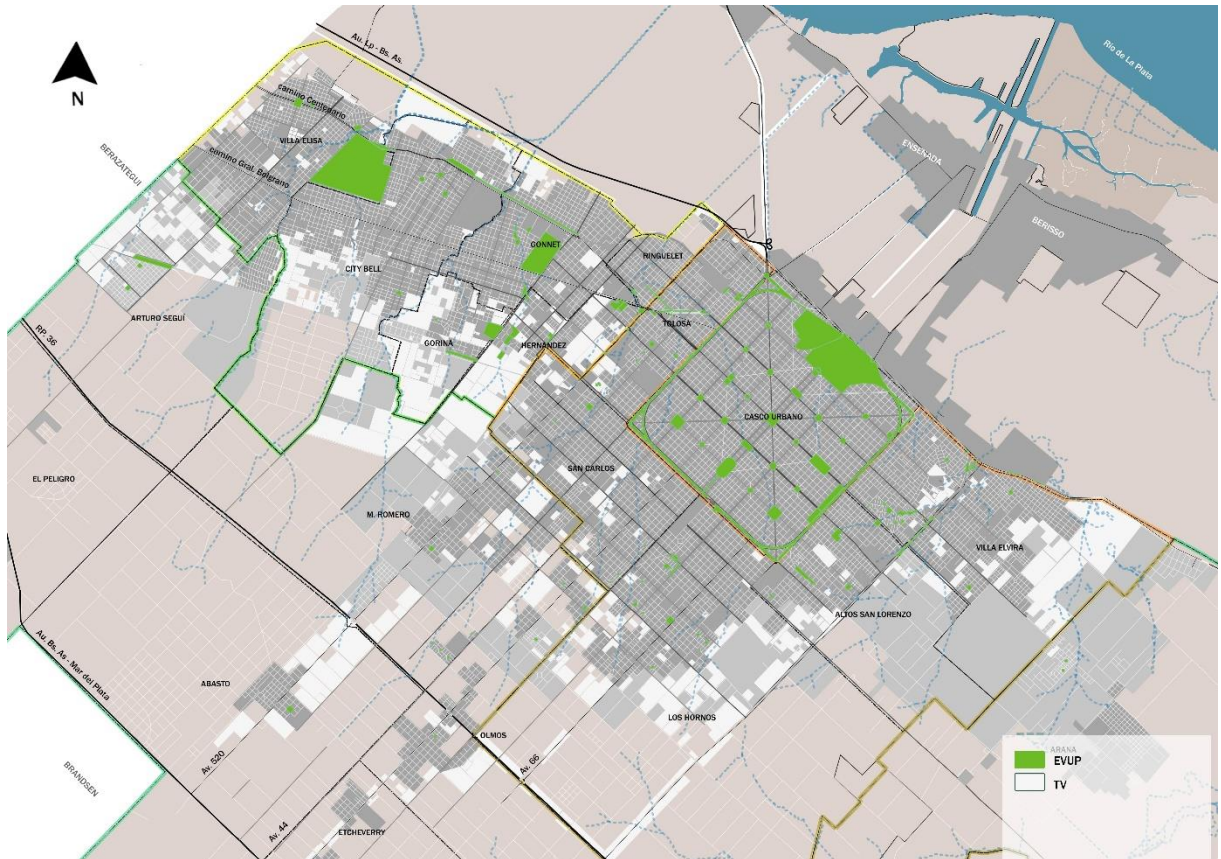 Au. Lp - Bs. As.
Río de La Plata
N
camino Centenario
VILLA ELISA
camino Gral. Belgrano
BERAZATEGUI
ENSENADA
BERISSO
GONNET
RINGUELET
CITY BELL
ARTURO SEGUÍ
TOLOSA
RP. 36
GORINA
HERNANDEZ
CASCO URBANO
SAN CARLOS
EL PELIGRO
M. ROMERO
VILLA ELVIRA
ALTOS SAN LORENZO
Au. Bs. As - Mar del Plata
ABASTO
LOS HORNOS
OLMOS
Av. 520
Av. 66
BRANDSEN
Av. 44
ETCHEVERRY
ARANA
EVUP
TV